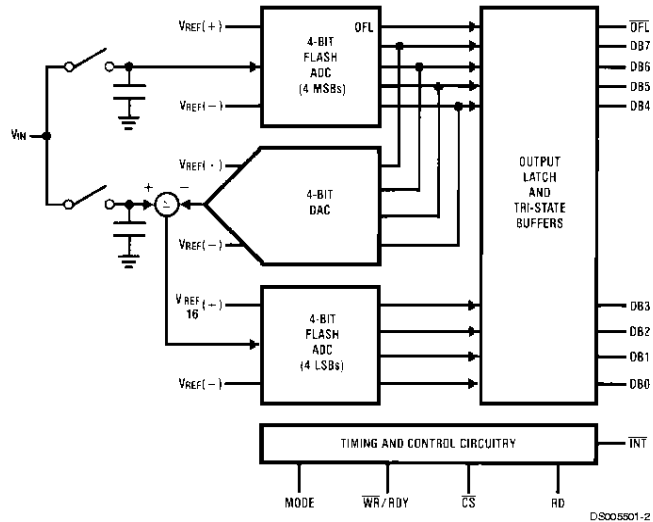 VREF(+)
4-BIT
FLASH
ADC
(4 MSBs)
OFL
VREF(−)
VIN
OUTPUT
LATCH
AND
TRI-STATE
BUFFERS
OFL
DB7
DB6
DB5
DB4
VREF(·)
4-BIT
DAC
VREF(−)
+
−
Σ
VREF(+)
16
4-BIT
FLASH
ADC
(4 LSBs)
VREF(−)
DB3
DB2
DB1
DB0
TIMING AND CONTROL CIRCUITRY
INT
MODE
WR/RDY
CS
RD
DS005501-2